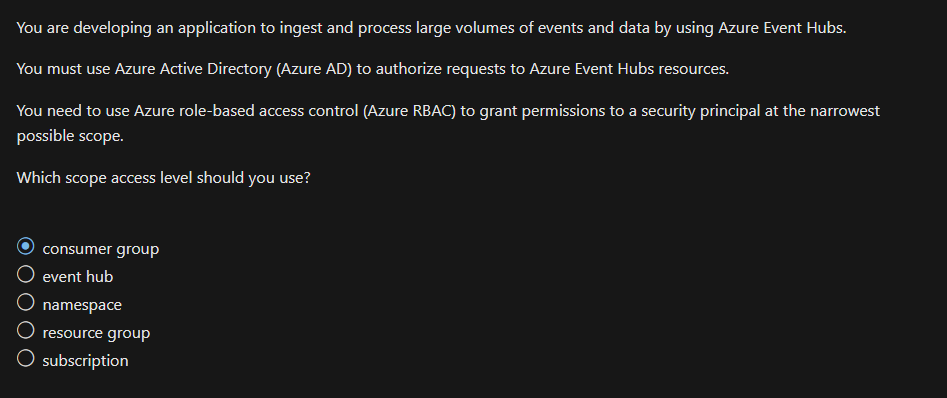 You are developing an application to ingest and process large volumes of events and data by using Azure Event Hubs.
You must use Azure Active Directory (Azure AD) to authorize requests to Azure Event Hubs resources.
You need to use Azure role-based access control (Azure RBAC) to grant permissions to a security principal at the narrowest
possible scope.
Which scope access level should you use?
consumer group
event hub
namespace
resource group
subscription